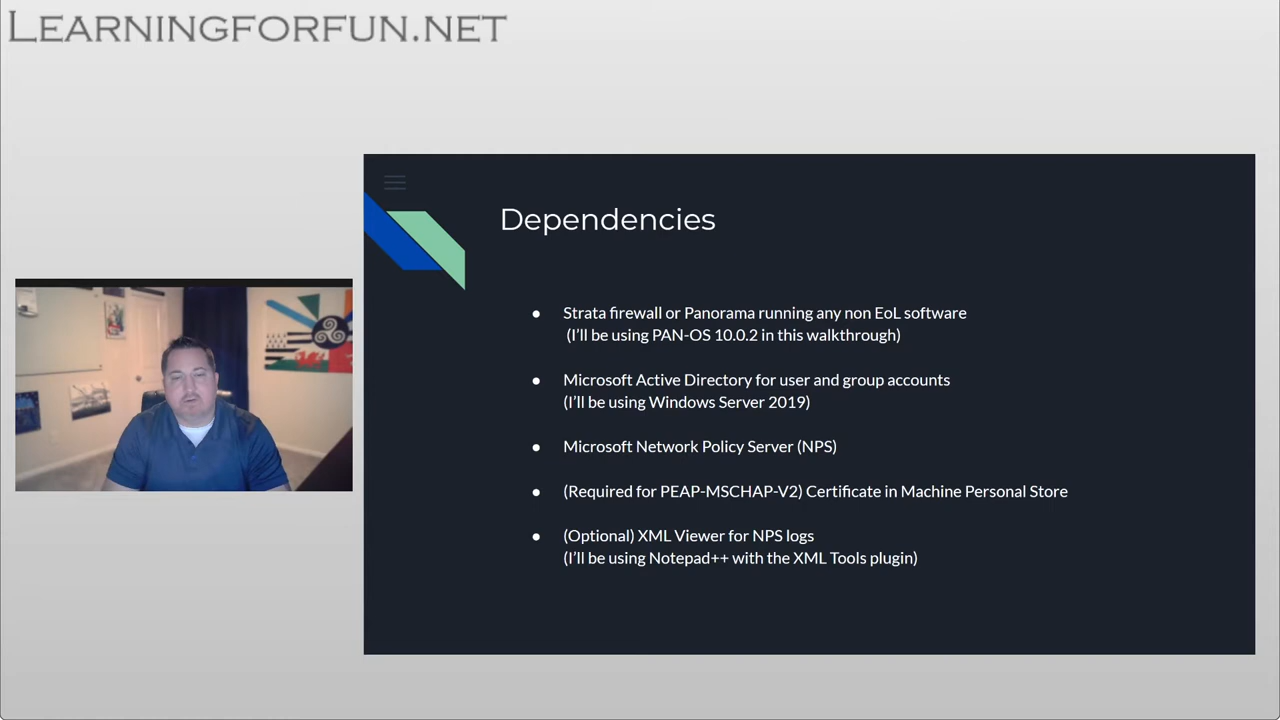 LEARNINGFORFUN.NET
Dependencies
● Strata firewall or Panorama running any non EoL software
(I'll be using PAN-OS 10.0.2 in this walkthrough)
● Microsoft Active Directory for user and group accounts
(I'll be using Windows Server 2019)
● Microsoft Network Policy Server (NPS)
● (Required for PEAP-MSCHAP-V2) Certificate in Machine Personal Store
● (Optional) XML Viewer for NPS logs
(I'll be using Notepad++ with the XML Tools plugin)